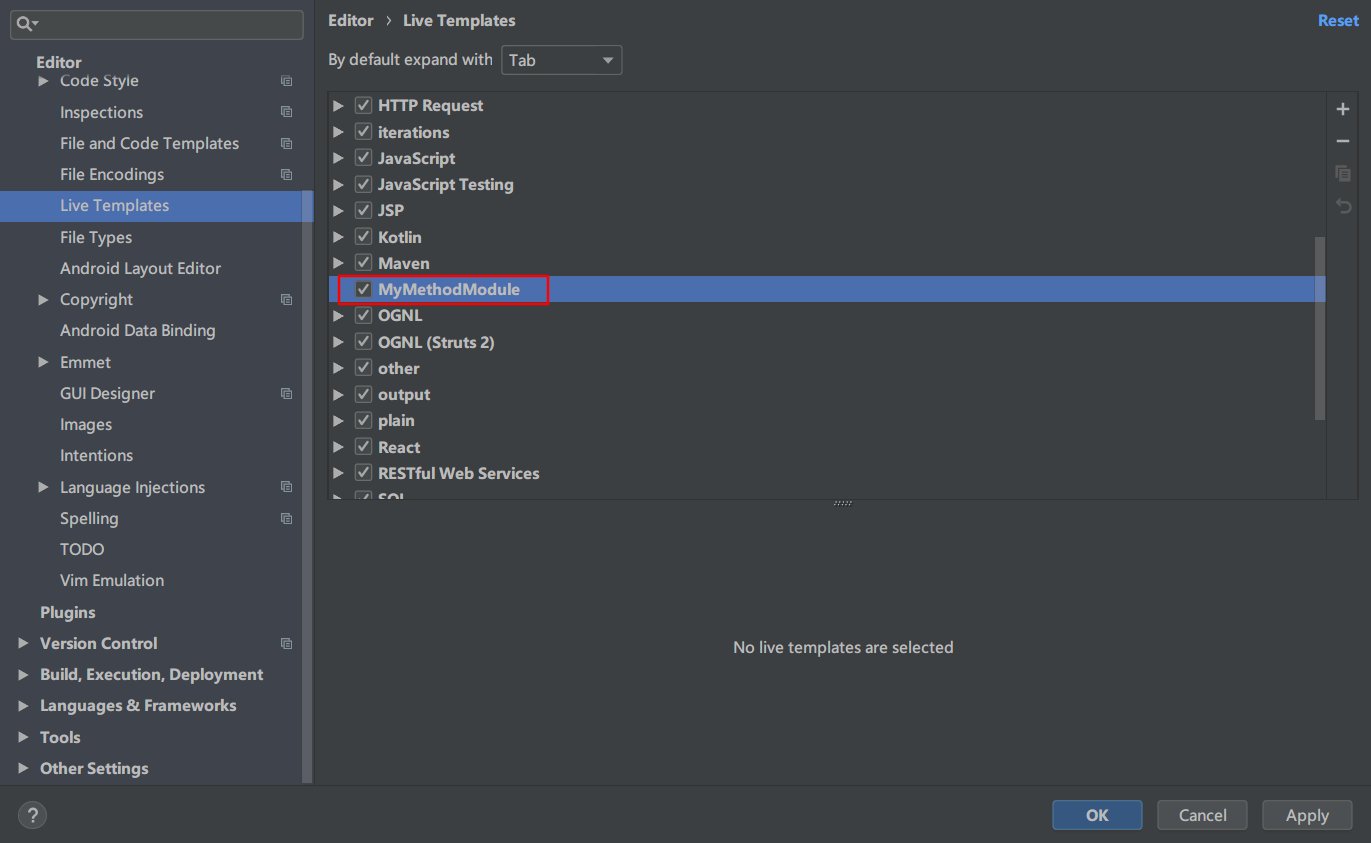 Editor
Code Style
Inspections
File and Code Templates
File Encodings
Live Templates
File Types
Android Layout Editor
Copyright
Android Data Binding
Emmet
GUI Designer
Images
Intentions
Language Injections
Spelling
TODO
Vim Emulation
Plugins
Version Control
Build, Execution, Deployment
Languages & Frameworks
Tools
Other Settings
Editor › Live Templates
Reset
By default expand with Tab
HTTP Request
iterations
JavaScript
JavaScript Testing
JSP
Kotlin
Maven
MyMethodModule
OGNL
OGNL (Struts 2)
other
output
plain
React
RESTful Web Services
SQL
No live templates are selected
?
OK
Cancel
Apply